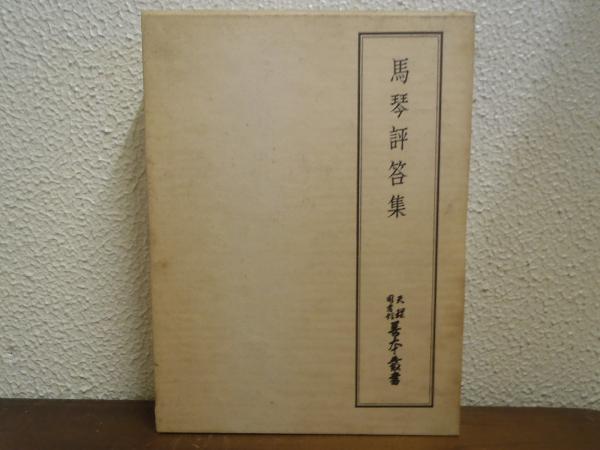 馬琴評答集
天理
図書館
善本叢書